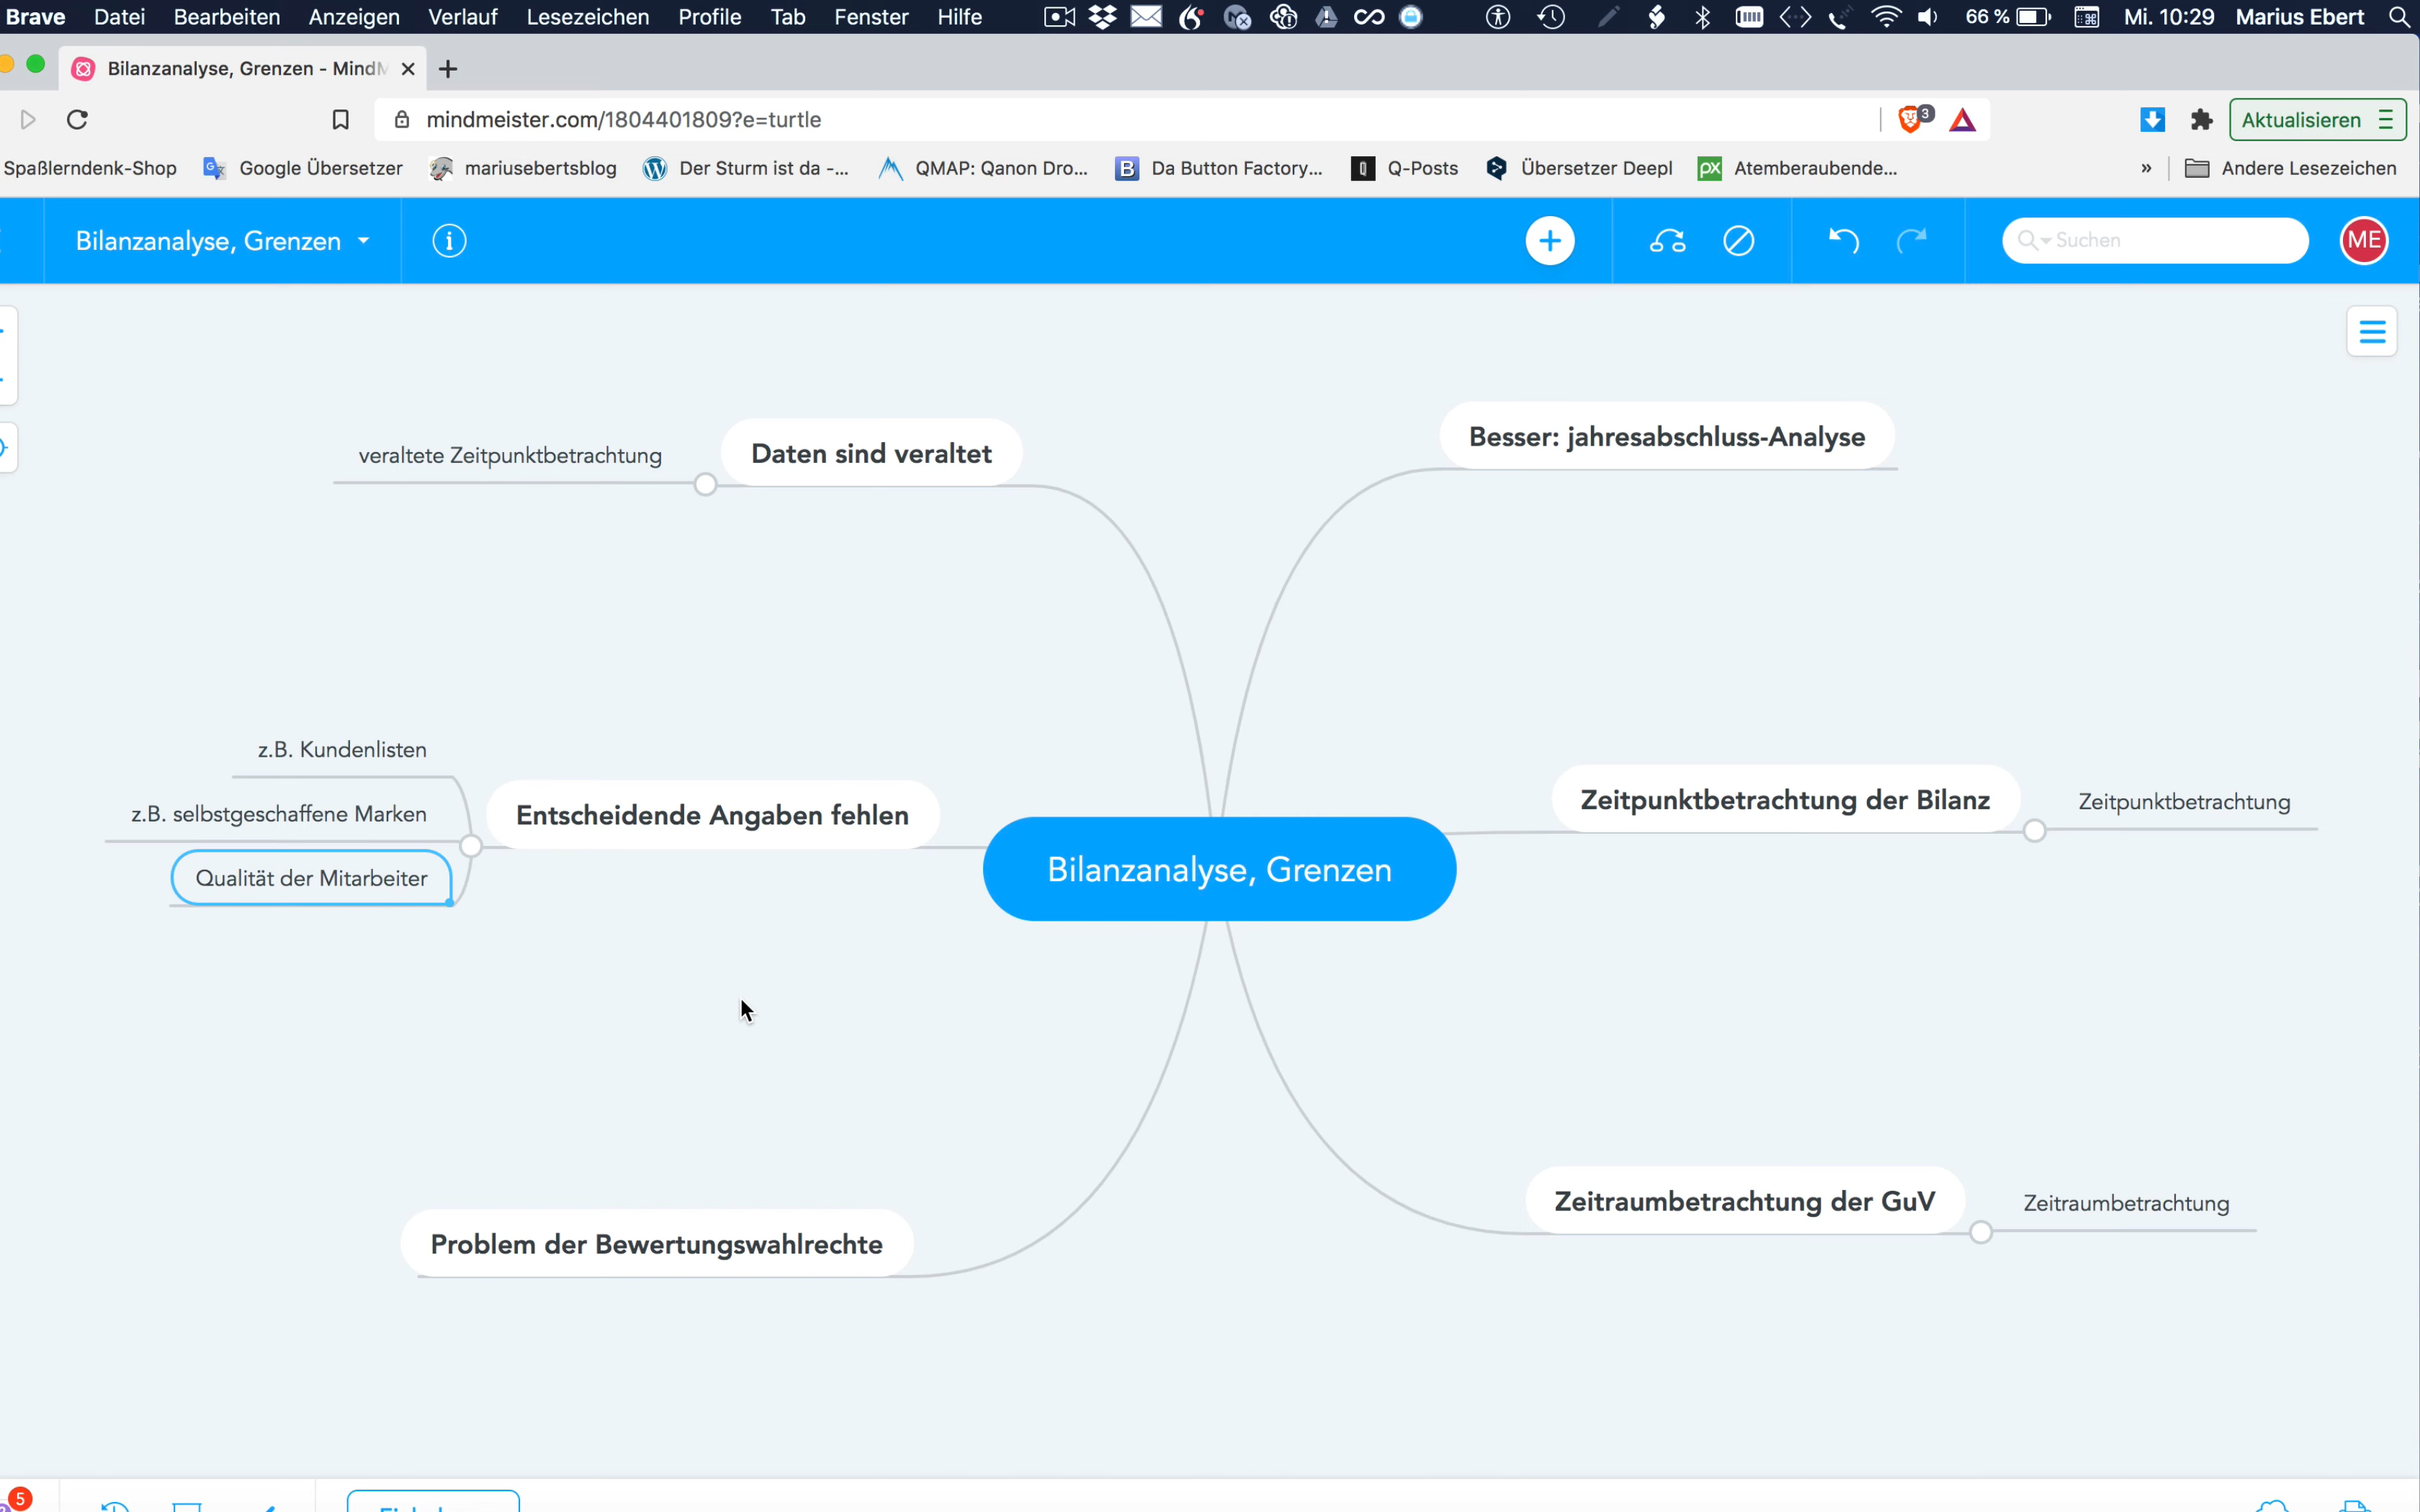 Brave Datei Bearbeiten Anzeigen Verlauf Lesezeichen Profile Tab Fenster Hilfe 66 % Mi. 10:29 Marius Ebert
Bilanzanalyse, Grenzen - Mind
mindmeister.com/1804401809?e=turtle 3 Aktualisieren
Spaßlerndenk-Shop Google Übersetzer mariusebertsblog Der Sturm ist da -... QMAP: Qanon Dro... B Da Button Factory... Q-Posts Übersetzer Deepl px Atemberaubende... » Andere Lesezeichen
Bilanzanalyse, Grenzen Suchen ME
Besser: jahresabschluss-Analyse
veraltete Zeitpunktbetrachtung Daten sind veraltet
z.B. Kundenlisten
z.B. selbstgeschaffene Marken
Entscheidende Angaben fehlen
Qualität der Mitarbeiter
Zeitpunktbetrachtung der Bilanz Zeitpunktbetrachtung
Bilanzanalyse, Grenzen
Zeitraumbetrachtung der GuV Zeitraumbetrachtung
Problem der Bewertungswahlrechte
5